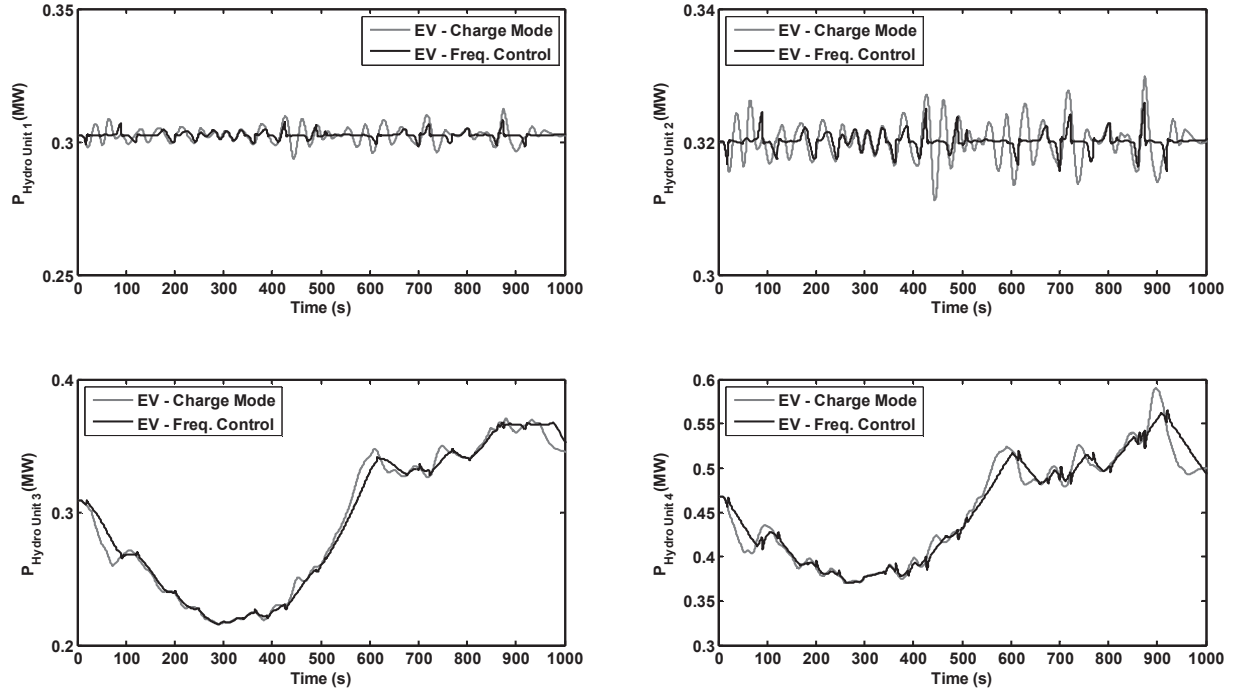 0.35
0.3
0.25
P Hydro Unit 1 (MW)
EV - Charge Mode
EV - Freq. Control
0 100 200 300 400 500 600 700 800 900 1000
Time (s)
0.34
0.32
0.3
P Hydro Unit 2 (MW)
EV - Charge Mode
EV - Freq. Control
0 100 200 300 400 500 600 700 800 900 1000
Time (s)
0.4
0.3
0.2
P Hydro Unit 3 (MW)
EV - Charge Mode
EV - Freq. Control
0 100 200 300 400 500 600 700 800 900 1000
Time (s)
0.6
0.55
0.5
0.45
0.4
0.35
0.3
P Hydro Unit 4 (MW)
EV - Charge Mode
EV - Freq. Control
0 100 200 300 400 500 600 700 800 900 1000
Time (s)